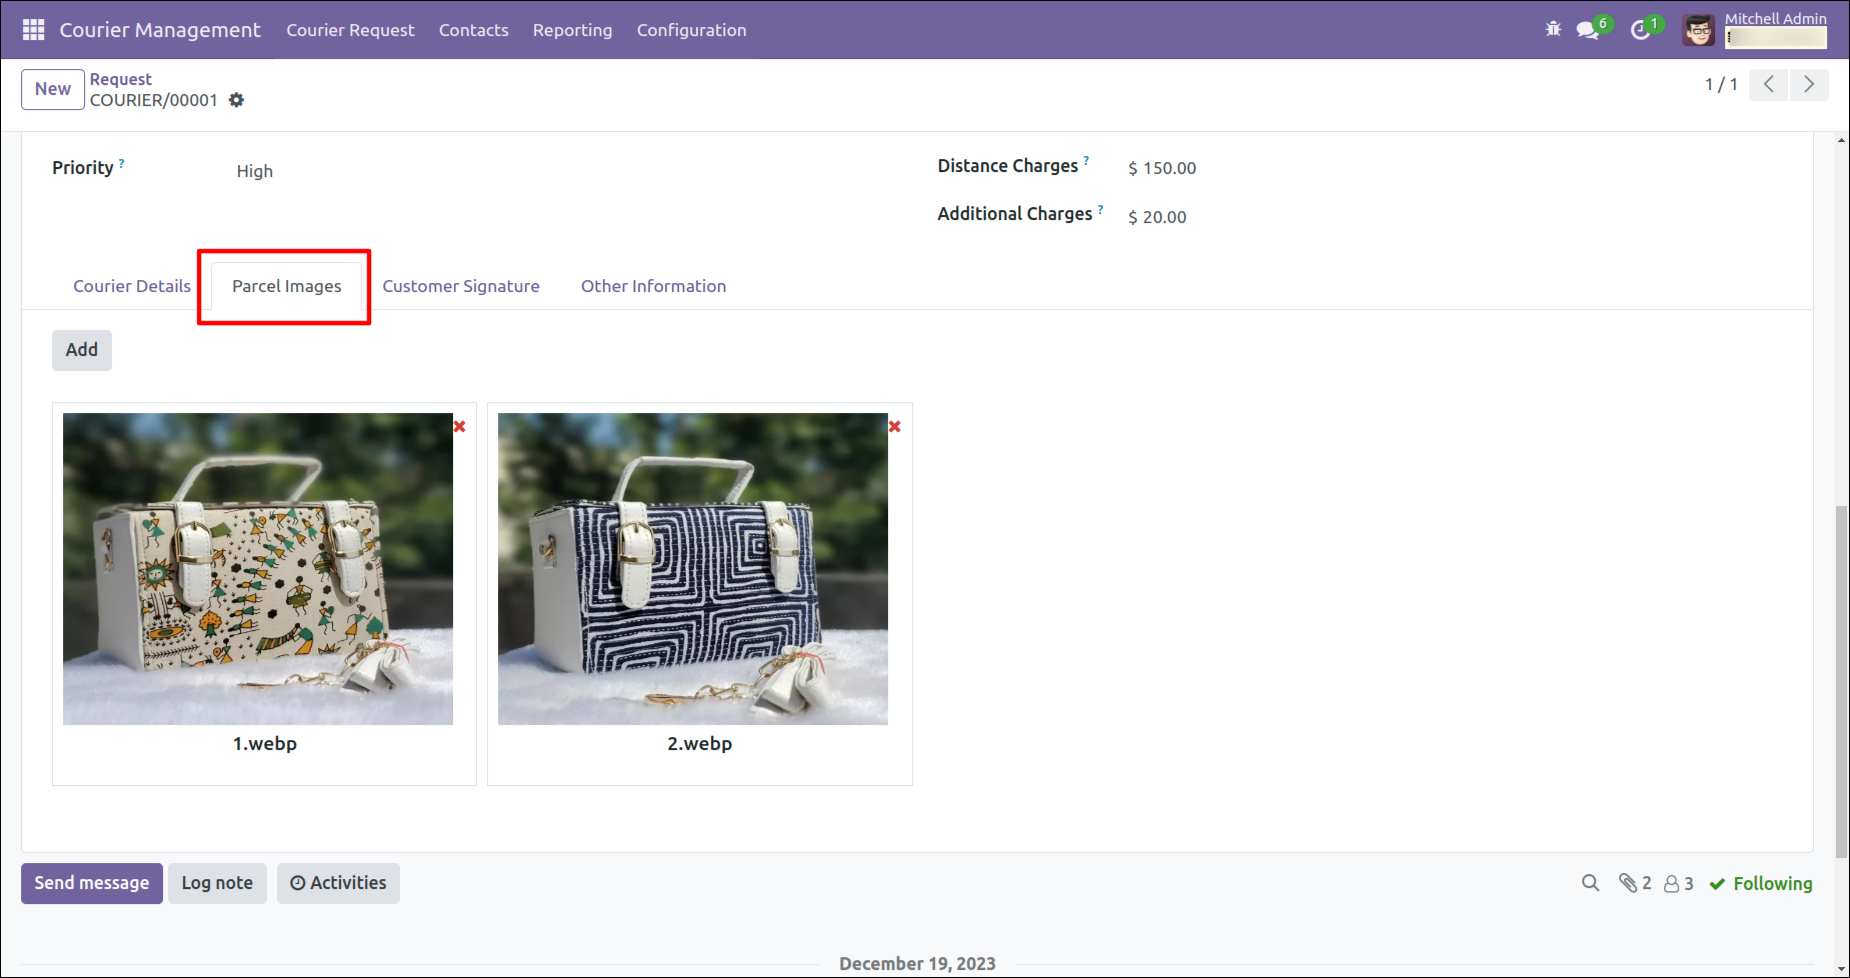 Courier Management Courier Request Contacts Reporting Configuration 6 1 Mitchell Admin
New Request 1 / 1
COURIER/00001
Priority ? High Distance Charges ? $ 150.00
Additional Charges ? $ 20.00
Courier Details Parcel Images Customer Signature Other Information
Add
1.webp 2.webp
Send message Log note Activities 2 3 Following
December 19, 2023